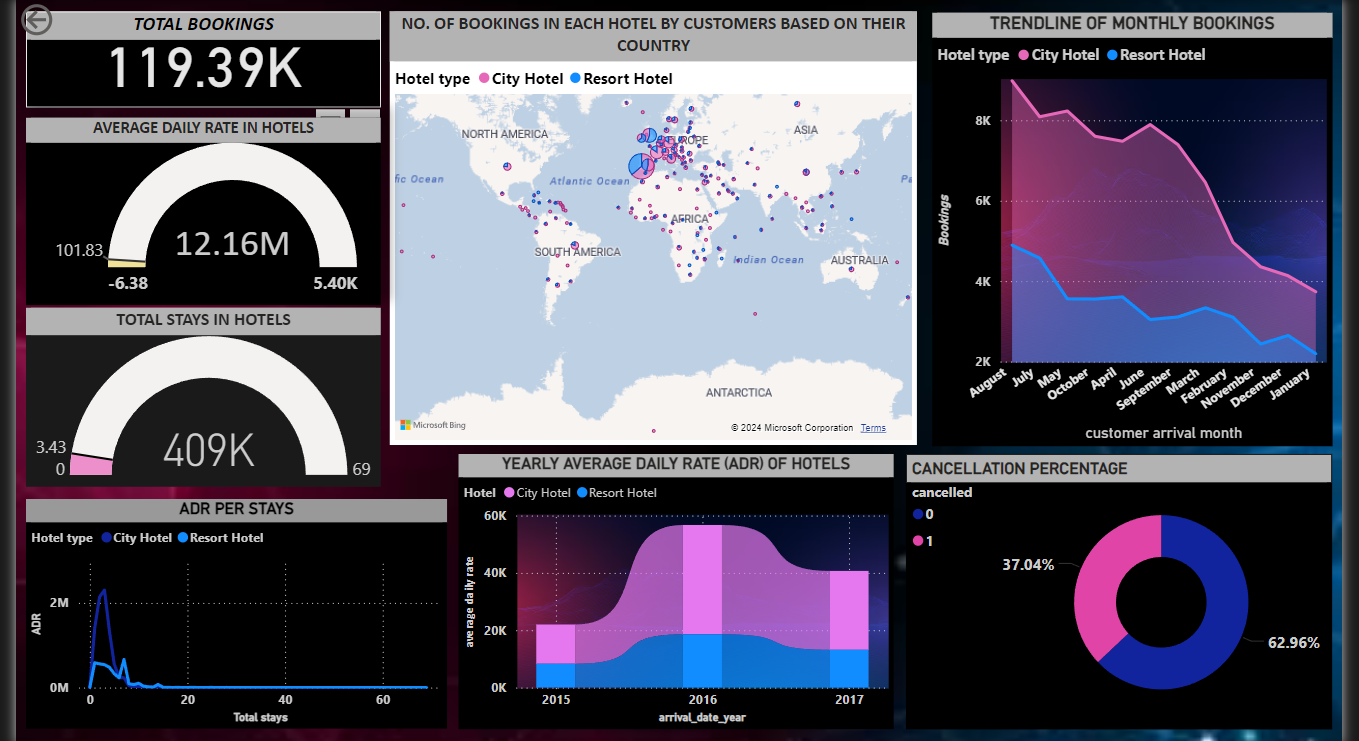 TOTAL BOOKINGS
119.39K
AVERAGE DAILY RATE IN HOTELS
101.83
12.16M
-6.38
5.40K
TOTAL STAYS IN HOTELS
3.43
409K
0
69
NO. OF BOOKINGS IN EACH HOTEL BY CUSTOMERS BASED ON THEIR
COUNTRY
Hotel type City Hotel Resort Hotel
NORTH AMERICA
ASIA
Atlantic Ocean
AFRICA
SOUTH AMERICA
Indian Ocean
AUSTRALIA
ANTARCTICA
Microsoft Bing
© 2024 Microsoft Corporation Terms
TRENDLINE OF MONTHLY BOOKINGS
Hotel type City Hotel Resort Hotel
Bookings
8K
6K
4K
2K
August
July
May
October
April
June
September
March
February
November
December
January
customer arrival month
ADR PER STAYS
Hotel type City Hotel Resort Hotel
ADR
2M
0M
0 20 40 60
Total stays
YEARLY AVERAGE DAILY RATE (ADR) OF HOTELS
Hotel City Hotel Resort Hotel
average daily rate
60K
40K
20K
0K
2015 2016 2017
arrival_date_year
CANCELLATION PERCENTAGE
cancelled
0
1
37.04%
62.96%